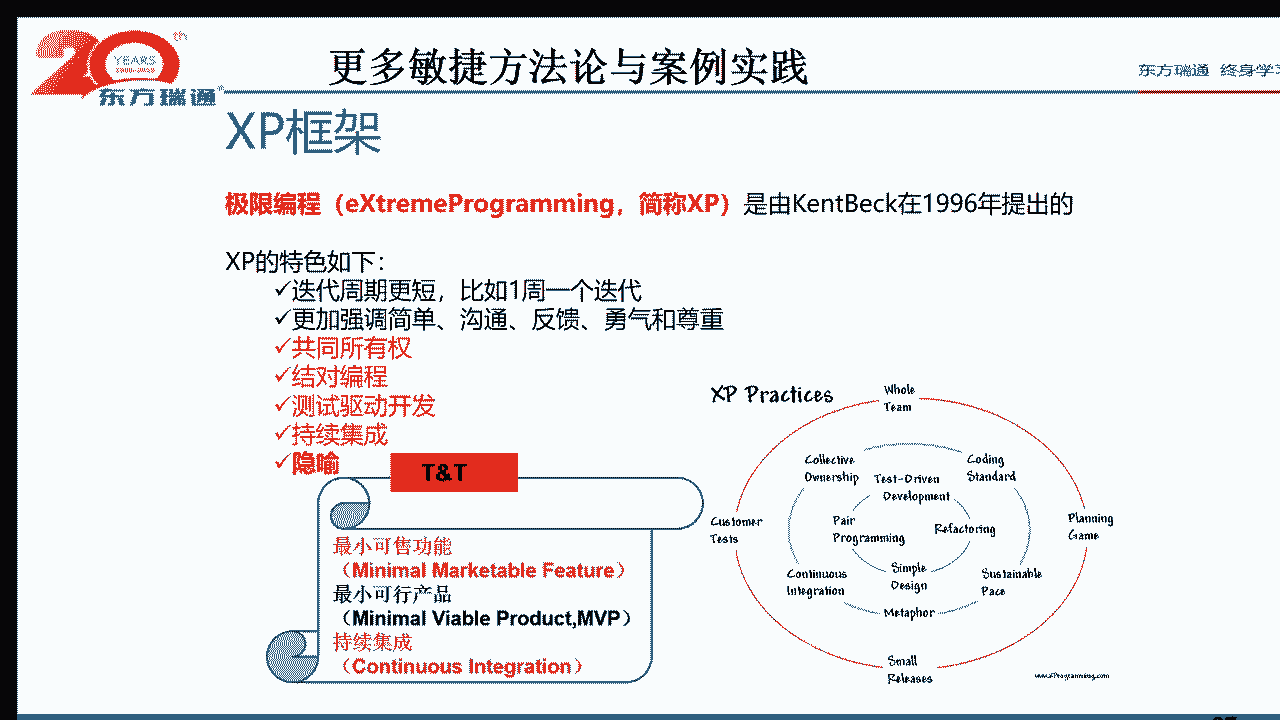 20th
YEARS
东方瑞通
更多敏捷方法论与案例实践
东方瑞通 终身学习
XP框架
极限编程（eXtremeProgramming，简称XP）是由KentBeck在1996年提出的
XP的特色如下：
✓迭代周期更短，比如1周一个迭代
✓更加强调简单、沟通、反馈、勇气和尊重
✓共同所有权
✓结对编程
✓测试驱动开发
✓持续集成
✓隐喻
T&T
最小可售功能
（Minimal Marketable Feature）
最小可行产品
（Minimal Viable Product,MVP）
持续集成
（Continuous Integration）
XP Practices
Whole
Team
Collective
Ownership
Test-Driven
Development
Coding
Standard
Customer
Tests
Pair
Programming
Refactoring
Planning
Game
Continuous
Integration
Simple
Design
Sustainable
Pace
Metaphor
Small
Releases
www.XProgramming.com